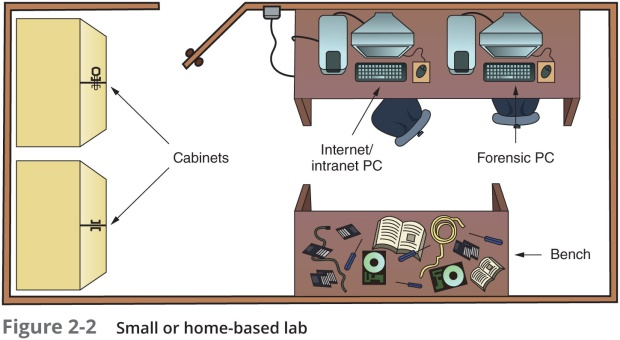 Cabinets
Internet/
intranet PC
Forensic PC
Bench
Figure 2-2 Small or home-based lab